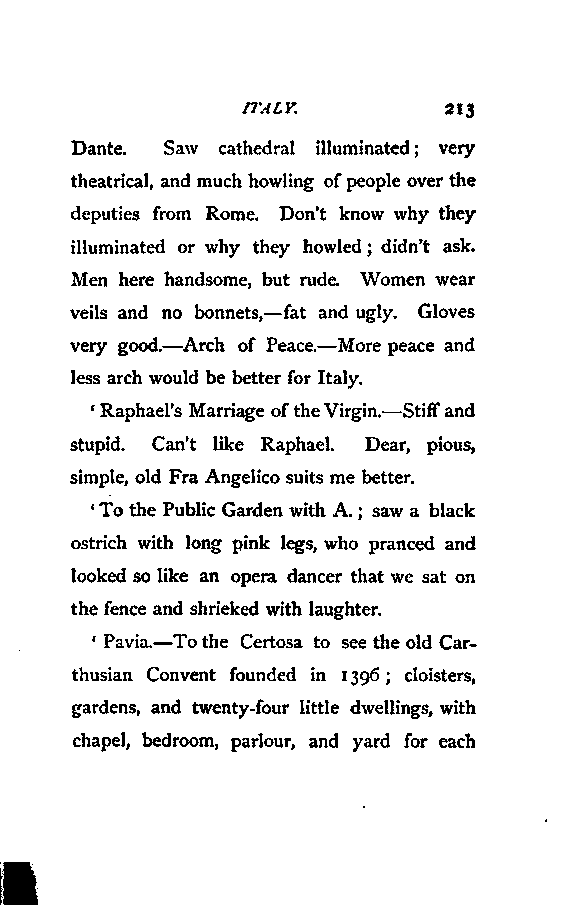 ITALY. 213
Dante. Saw cathedral illuminated; very
theatrical, and much howling of people over the
deputies from Rome. Don't know why they
illuminated or why they howled; didn't ask.
Men here handsome, but rude. Women wear
veils and no bonnets,—fat and ugly. Gloves
very good.—Arch of Peace.—More peace and
less arch would be better for Italy.
'Raphael's Marriage of the Virgin.—Stiff and
stupid. Can't like Raphael. Dear, pious,
simple, old Fra Angelico suits me better.
'To the Public Garden with A.; saw a black
ostrich with long pink legs, who pranced and
looked so like an opera dancer that we sat on
the fence and shrieked with laughter.
'Pavia.—To the Certosa to see the old Car-
thusian Convent founded in 1396; cloisters,
gardens, and twenty-four little dwellings, with
chapel, bedroom, parlour, and yard for each